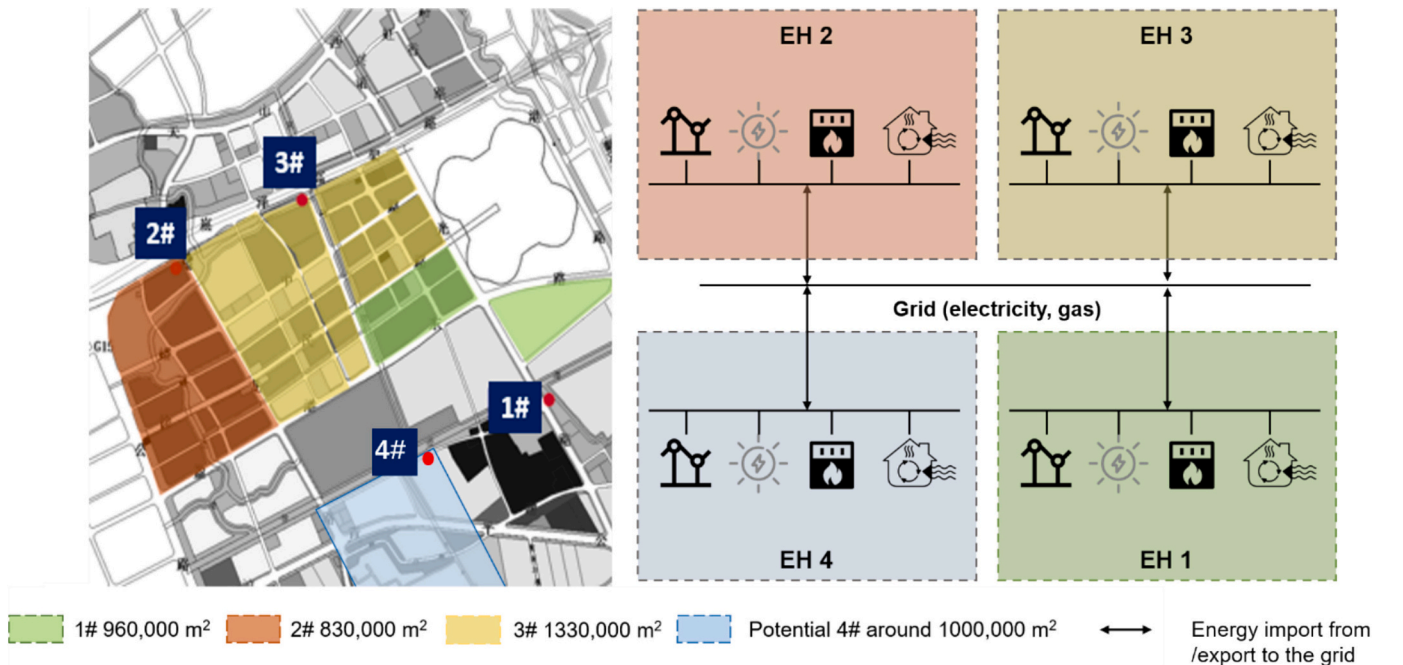 3#
2#
1#
4#
EH 2
EH 3
Grid (electricity, gas)
EH 4
EH 1
1# 960,000 m²
2# 830,000 m²
3# 1330,000 m²
Potential 4# around 1000,000 m²
Energy import from
/export to the grid